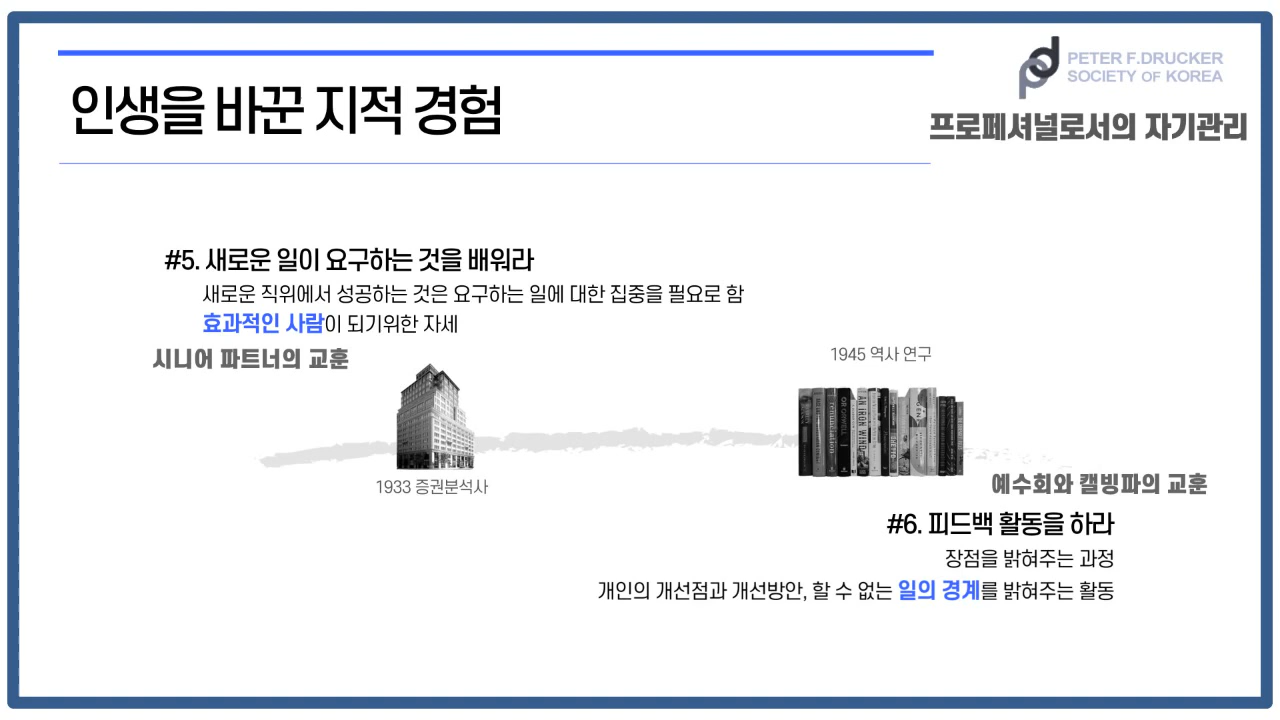 PETER F.DRUCKER
SOCIETY OF KOREA
인생을 바꾼 지적 경험
프로페셔널로서의 자기관리
#5. 새로운 일이 요구하는 것을 배워라
새로운 직위에서 성공하는 것은 요구하는 일에 대한 집중을 필요로 함
효과적인 사람이 되기위한 자세
시니어 파트너의 교훈
1933 증권분석사
1945 역사 연구
renunciation
OR ORWELL
AN IRON WIND
예수회와 캘빙파의 교훈
#6. 피드백 활동을 하라
장점을 밝혀주는 과정
개인의 개선점과 개선방안, 할 수 없는 일의 경계를 밝혀주는 활동